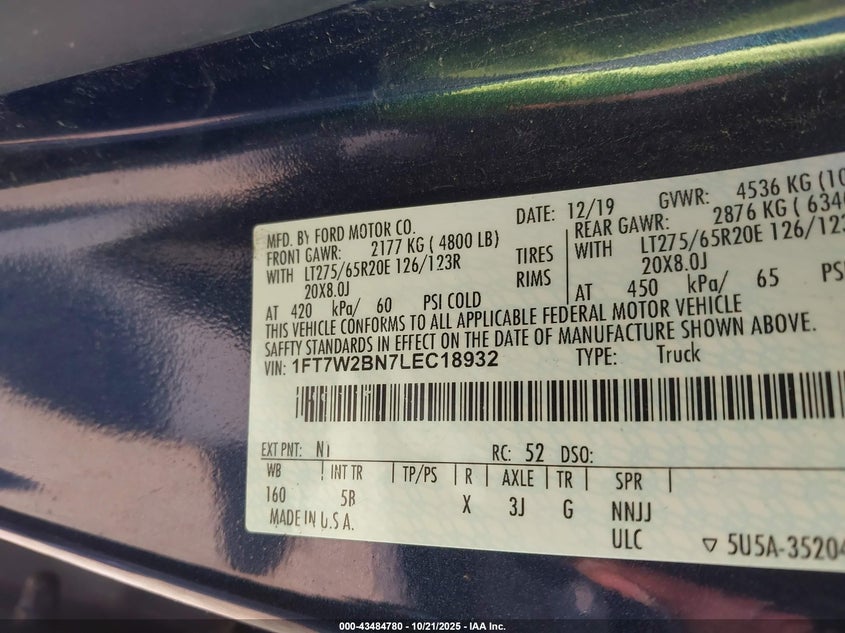 MFD. BY FORD MOTOR CO. DATE: 12/19 GVWR: 4536 KG (10
FRONT GAWR: 2177 KG ( 4800 LB) REAR GAWR: 2876 KG ( 634
WITH LT275/65R20E 126/123R TIRES WITH LT275/65R20E 126/123
20X8.0J RIMS 20X8.0J
AT 420 kPa/ 60 PSI COLD AT 450 kPa/ 65 PS
THIS VEHICLE CONFORMS TO ALL APPLICABLE FEDERAL MOTOR VEHICLE
SAFFTY STANDARDS IN EFFECT ON THE DATE OF MANUFACTURE SHOWN ABOVE.
VIN: 1FT7W2BN7LEC18932 TYPE: Truck
EXT PNT: N1 RC: 52 DSO:
WB INT TR TP/PS R AXLE TR SPR
160 5B X 3J G NNJJ
MADE IN U.S.A. ULC ▽ 5U5A-35204
000-43484780 - 10/21/2025 - IAA Inc.